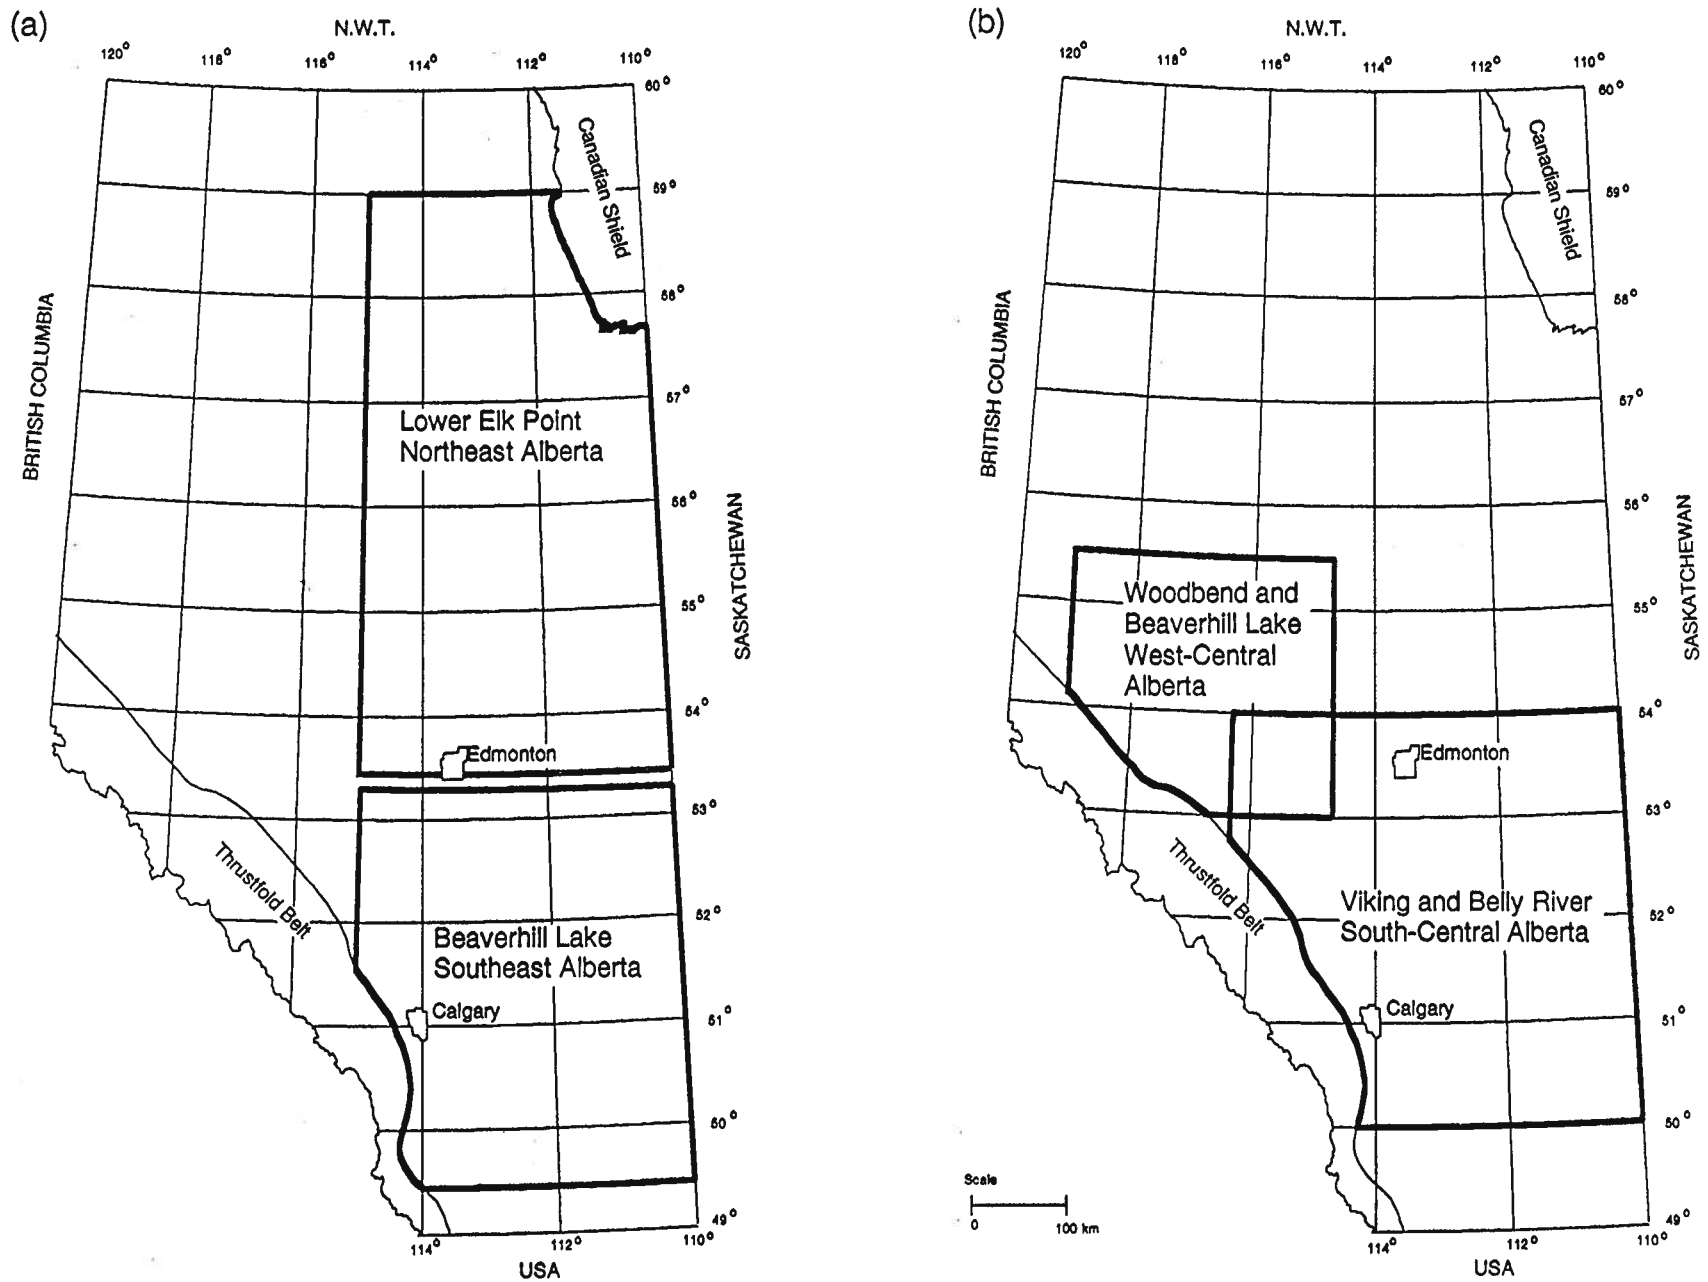 (a)
N.W.T.
120° 118° 116° 114° 112° 110°
60°
Canadian Shield
59°
58°
BRITISH COLUMBIA
57°
Lower Elk Point
Northeast Alberta
56°
SASKATCHEWAN
55°
54°
Edmonton
53°
Thrustfold Belt
52°
Beaverhill Lake
Southeast Alberta
Calgary
51°
50°
49°
114° 112° 110°
USA
(b)
N.W.T.
120° 118° 116° 114° 112° 110°
60°
Canadian Shield
59°
58°
BRITISH COLUMBIA
57°
56°
SASKATCHEWAN
Woodbend and
Beaverhill Lake
West-Central
Alberta
55°
54°
Edmonton
53°
Thrustfold Belt
Viking and Belly River
South-Central Alberta
52°
Calgary
51°
50°
Scale
0 100 km
49°
114° 112° 110°
USA